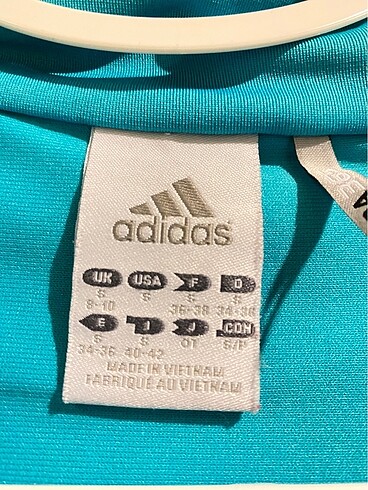 adidas
UK USA F D
S S S S
8-10 36-38 34-36
E I J COM
S S OT S/P
34-36 40-42
MADE IN VIETNAM
FABRIQUÉ AU VIETNAM